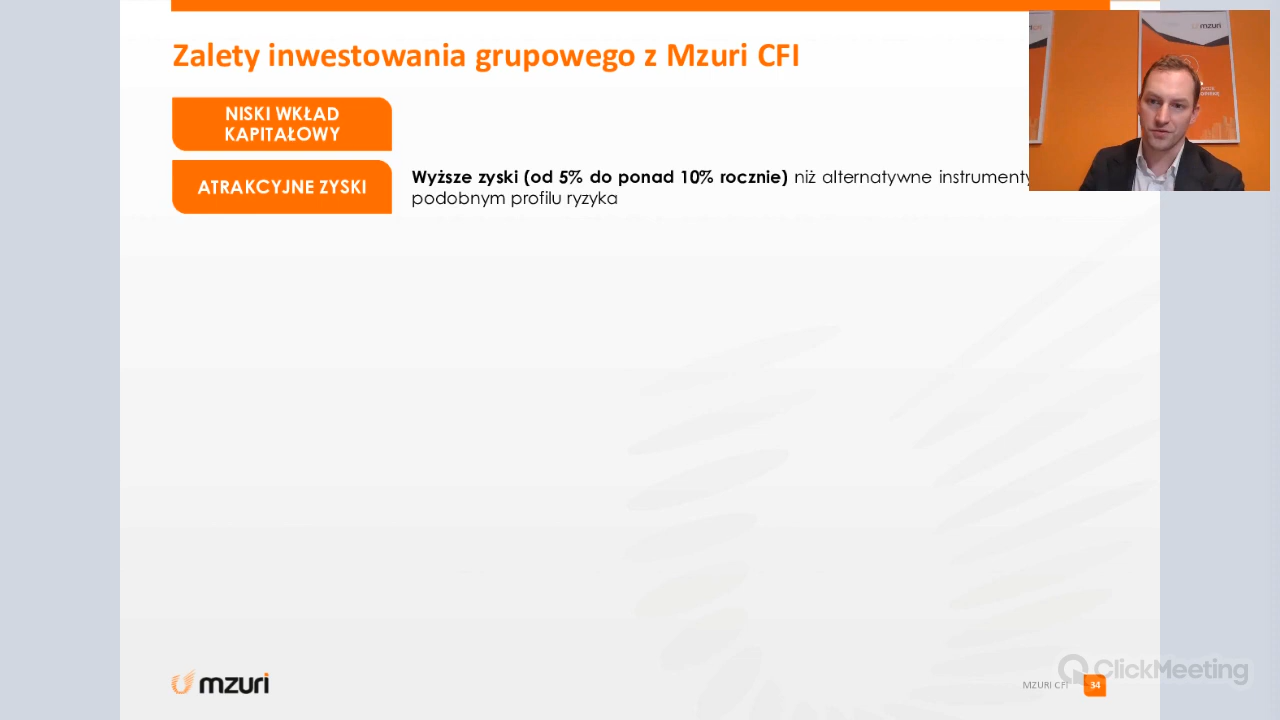 Zalety inwestowania grupowego z Mzuri CFI
NISKI WKŁAD
KAPITAŁOWY
ATRAKCYJNE ZYSKI
Wyższe zyski (od 5% do ponad 10% rocznie) niż alternatywne instrumenty
podobnym profilu ryzyka
mzuri
mzuri
MZURI CFI
34
ClickMeeting